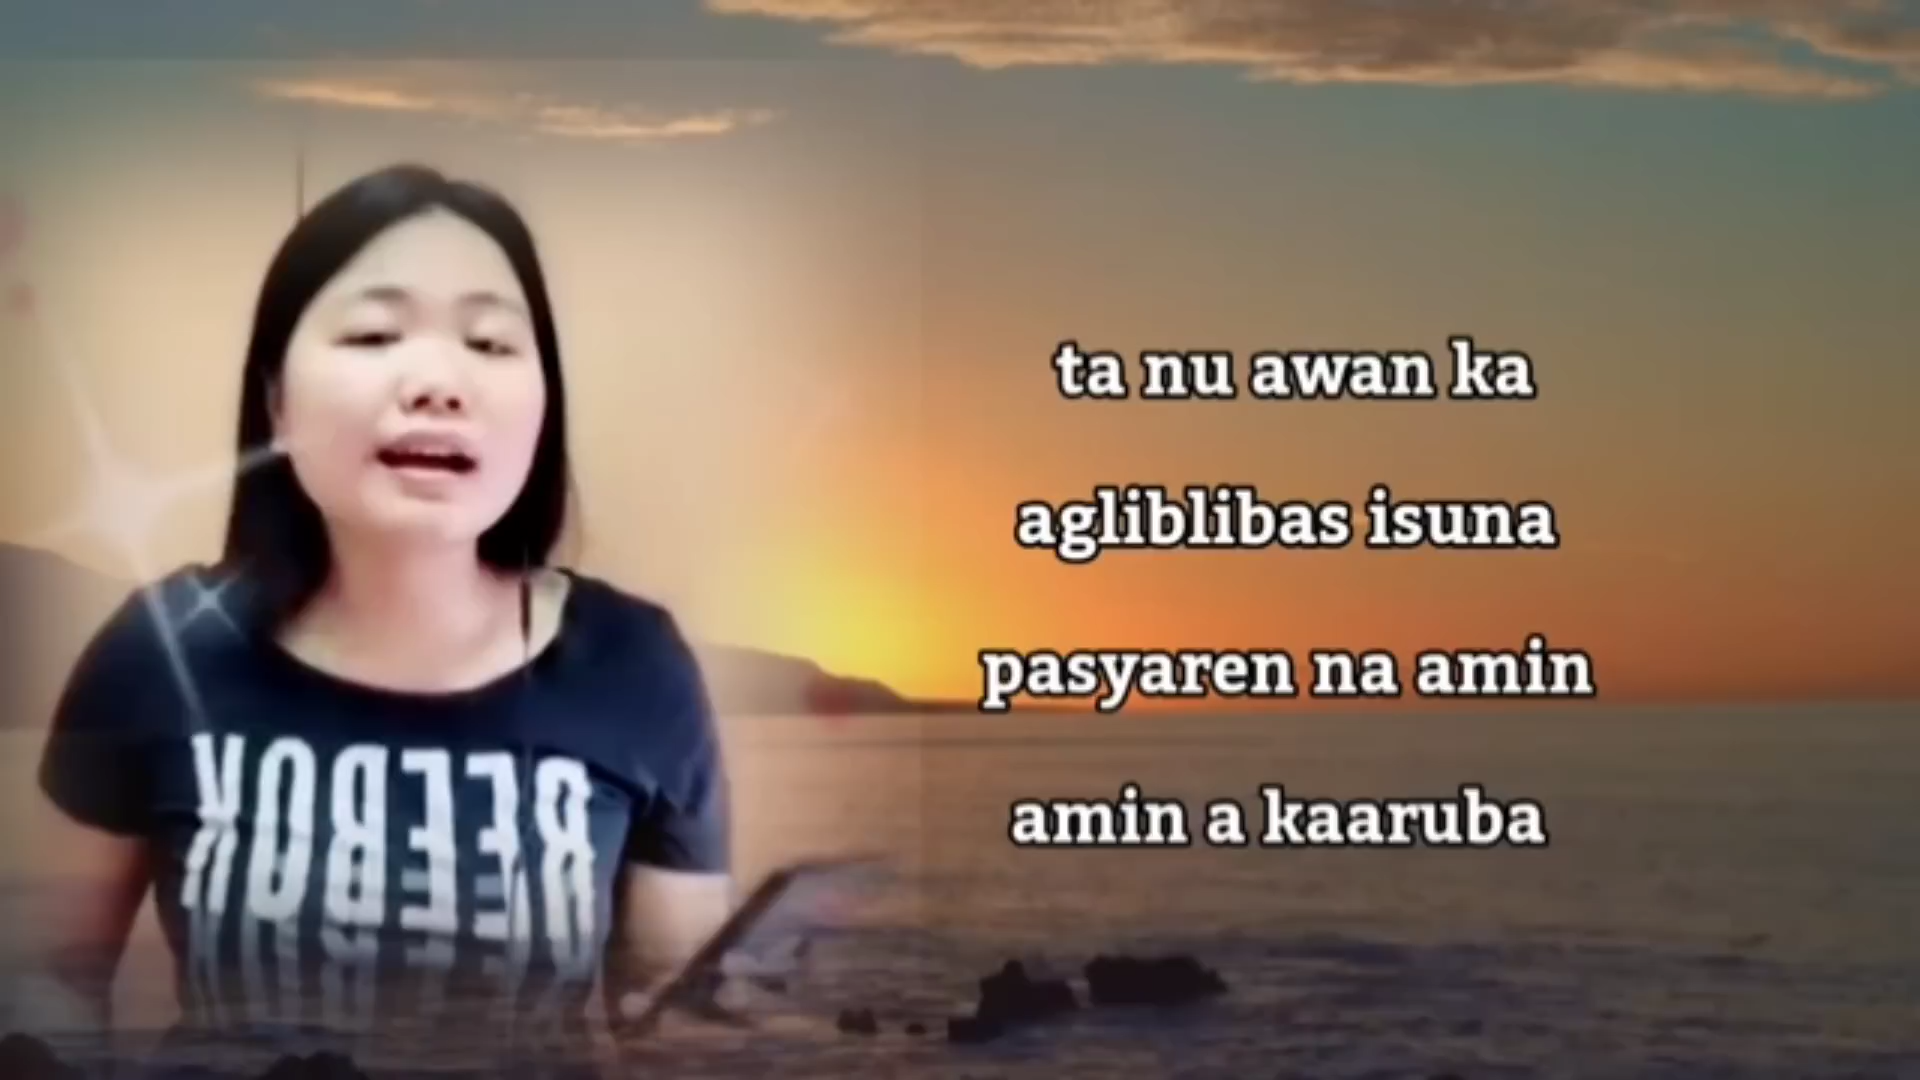 ta nu awan ka
agliblibas isuna
pasyaren na amin
amin a kaaruba
REEBOK